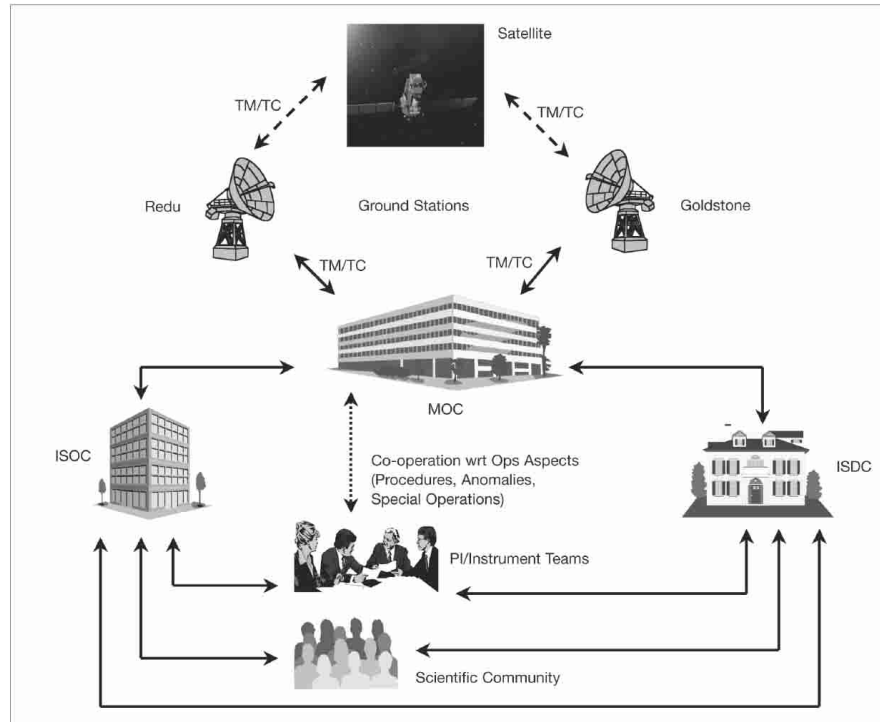 Satellite
TM/TC
TM/TC
Redu
Ground Stations
Goldstone
TM/TC
TM/TC
MOC
ISOC
Co-operation wrt Ops Aspects
(Procedures, Anomalies,
Special Operations)
ISDC
PI/Instrument Teams
Scientific Community